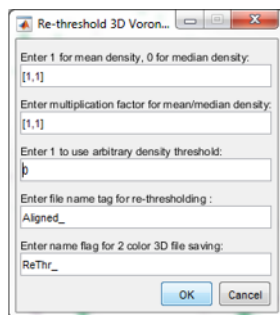 Re-threshold 3D Voron...
Enter 1 for mean density, 0 for median density:
[1,1]
Enter multiplication factor for mean/median density:
[1,1]
Enter 1 to use arbitrary density threshold:
0
Enter file name tag for re-thresholding :
Aligned_
Enter name flag for 2 color 3D file saving:
ReThr_
OK Cancel